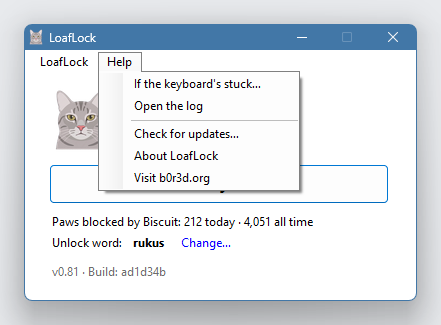 LoafLock
LoafLock Help
If the keyboard's stuck...
Open the log
Check for updates...
About LoafLock
Visit b0r3d.org
Paws blocked by Biscuit: 212 today · 4,051 all time
Unlock word: rukus Change...
v0.81 · Build: ad1d34b